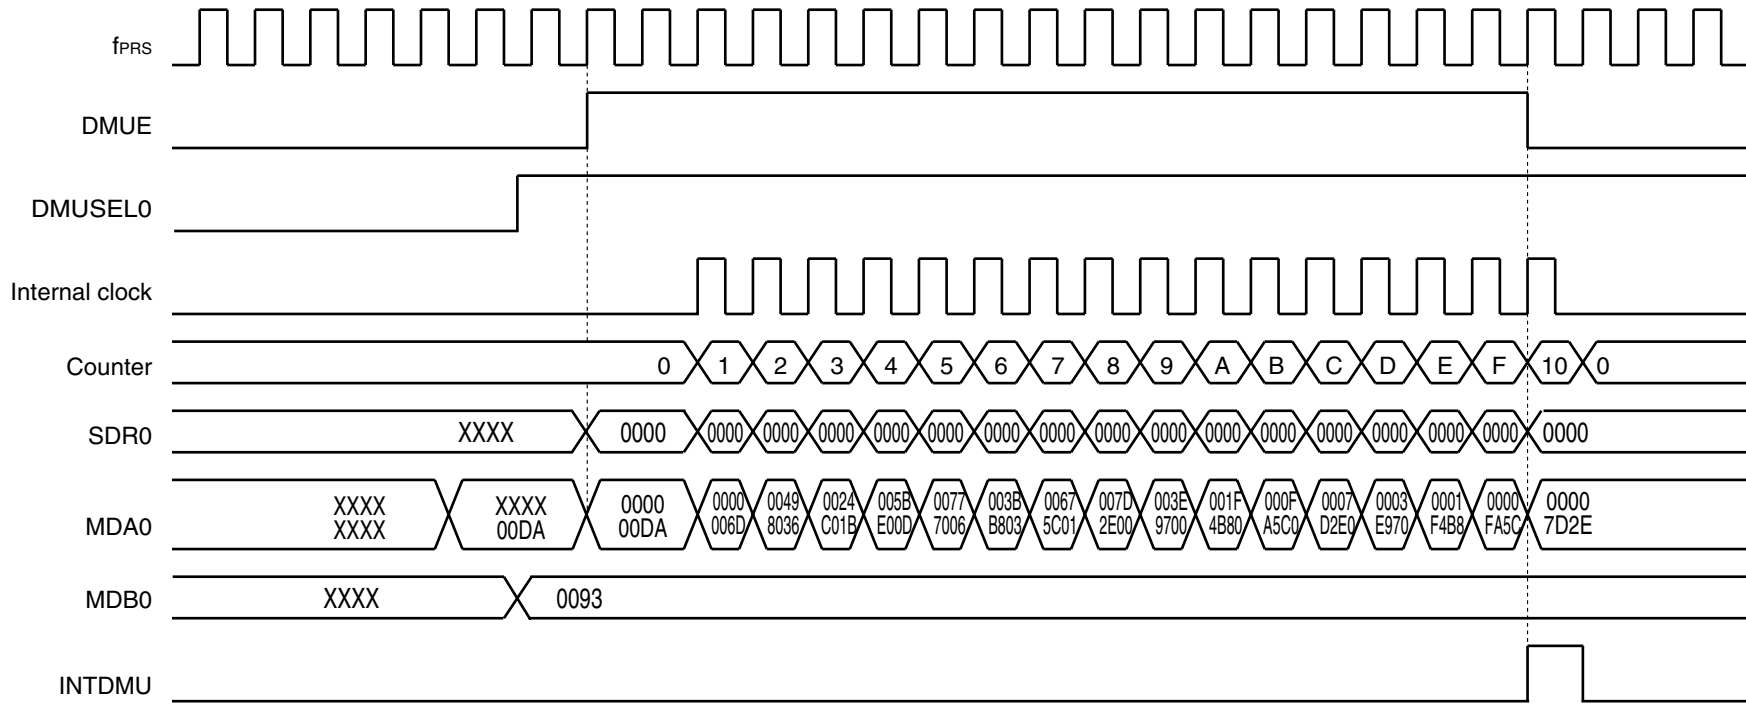 fPRS
DMUE
DMUSEL0
Internal clock
Counter 0 1 2 3 4 5 6 7 8 9 A B C D E F 10 0
SDR0 XXXX 0000 0000 0000 0000 0000 0000 0000 0000 0000 0000 0000 0000 0000 0000 0000 0000 0000
XXXX XXXX 0000 0000 0049 0024 005B 0077 003B 0067 007D 003E 001F 000F 0007 0003 0001 0000 0000
MDA0
XXXX 00DA 00DA 006D 8036 C01B E00D 7006 B803 5C01 2E00 9700 4B80 A5C0 D2E0 E970 F4B8 FA5C 7D2E
MDB0 XXXX 0093
INTDMU